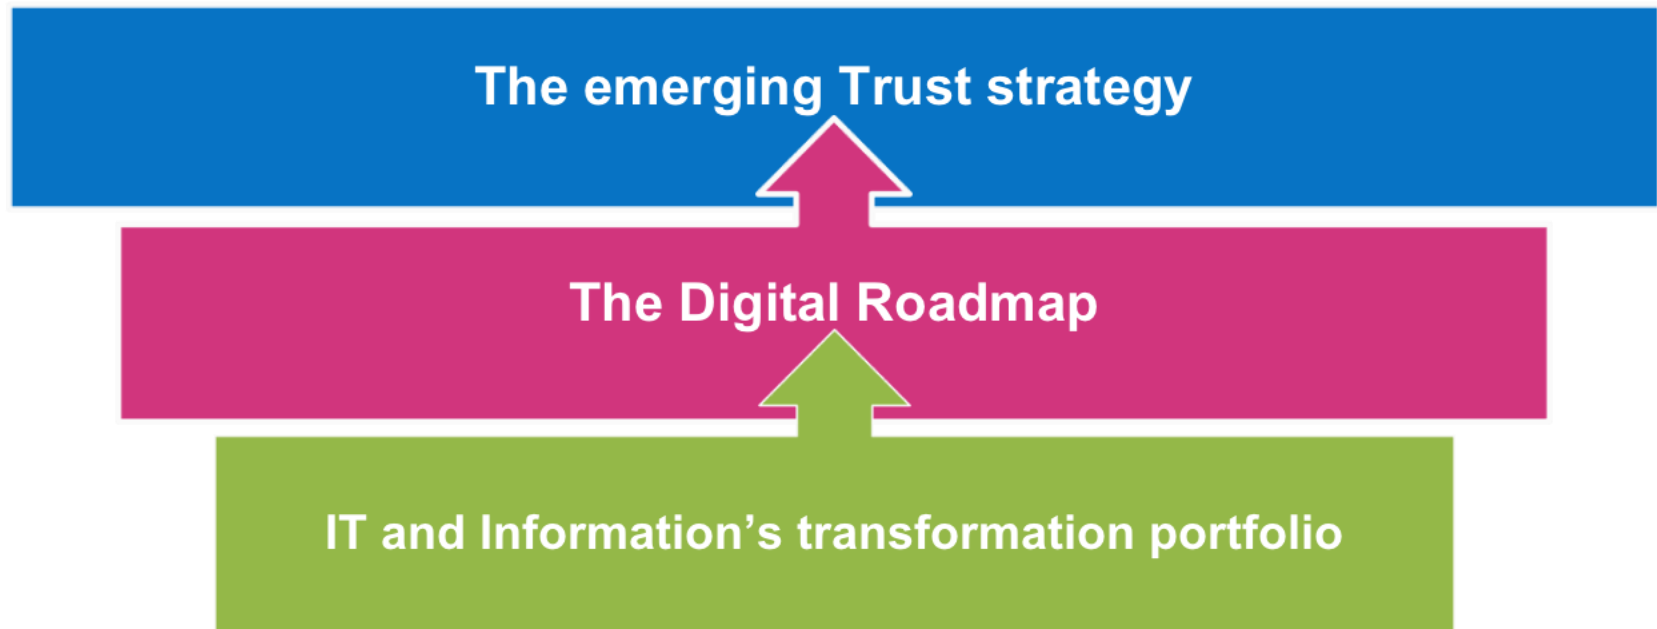 The emerging Trust strategy
The Digital Roadmap
IT and Information’s transformation portfolio